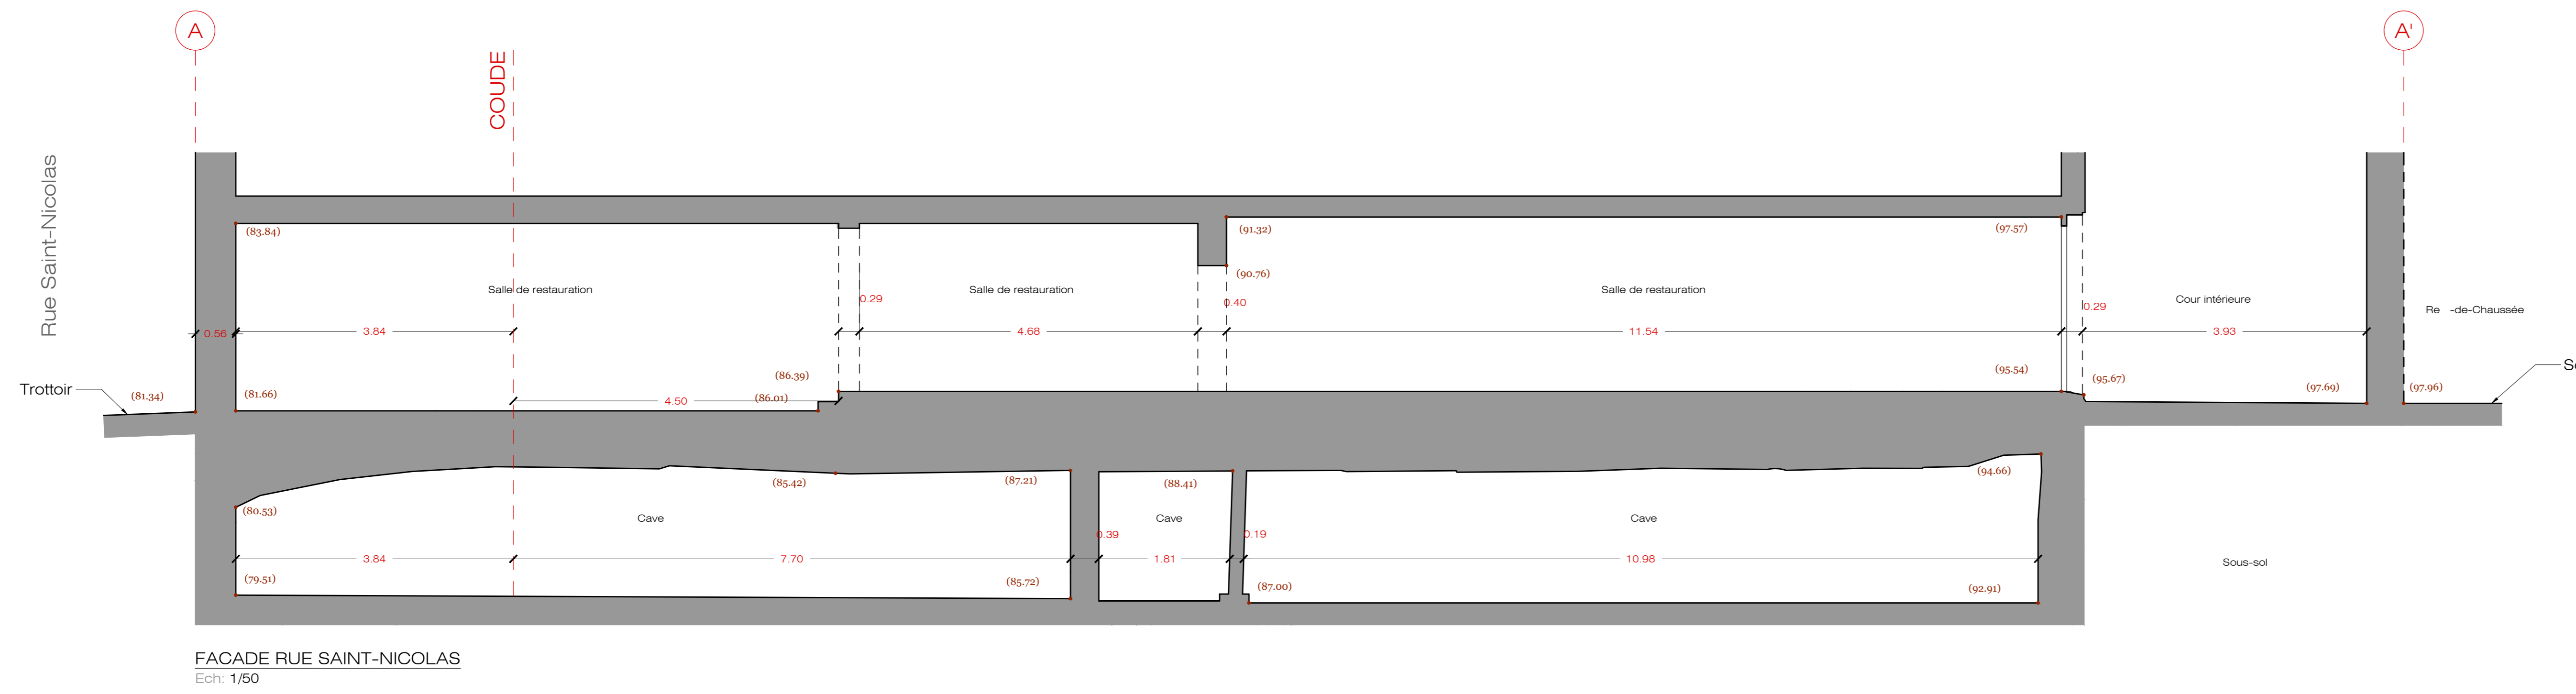 A
A'
COUDE
Rue Saint-Nicolas
(83.84)
(91.32)
(97.57)
(90.76)
Salle de restauration
Salle de restauration
Salle de restauration
Cour intérieure
0.29
0.40
0.29
Re -de-Chaussée
0.56
3.84
4.68
11.54
3.93
(86.39)
(95.54)
(95.67)
Trottoir
(81.34)
(81.66)
4.50
(86.01)
(97.69)
(97.96)
(85.42)
(87.21)
(88.41)
(94.66)
(80.53)
Cave
Cave
Cave
0.39
0.19
3.84
7.70
1.81
10.98
Sous-sol
(79.51)
(85.72)
(87.00)
(92.91)
FACADE RUE SAINT-NICOLAS
Ech: 1/50